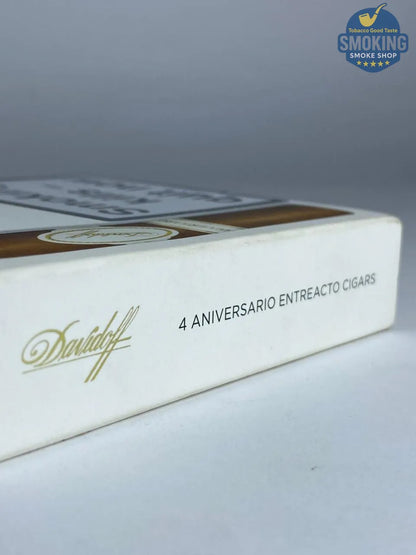 Tobacco Good Taste
SMOKING
SMOKE SHOP
Davidoff
4 ANIVERSARIO ENTREACTO CIGARS